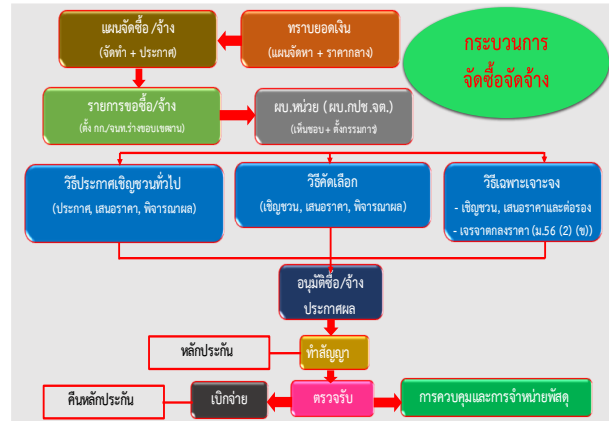 กระบวนการ
จัดซื้อจัดจ้าง
ทราบยอดเงิน
(แผนจัดหา + ราคากลาง)
แผนจัดซื้อ/จ้าง
(จัดทำ + ประกาศ)
รายการขอซื้อ/จ้าง
(ตั้ง กก./จนท.ร่างขอบเขตงาน)
ผบ.หน่วย (ผบ.กปช.จต.)
(เห็นชอบ + ตั้งกรรมการ)
วิธีประกาศเชิญชวนทั่วไป
(ประกาศ, เสนอราคา, พิจารณาผล)
วิธีคัดเลือก
(เชิญชวน, เสนอราคา, พิจารณาผล)
วิธีเฉพาะเจาะจง
- เชิญชวน, เสนอราคาและต่อรอง
- เจรจาตกลงราคา (ม.56 (2) (ข))
อนุมัติซื้อ/จ้าง
ประกาศผล
หลักประกัน
ทำสัญญา
คืนหลักประกัน
เบิกจ่าย
ตรวจรับ
การควบคุมและการจำหน่ายพัสดุ